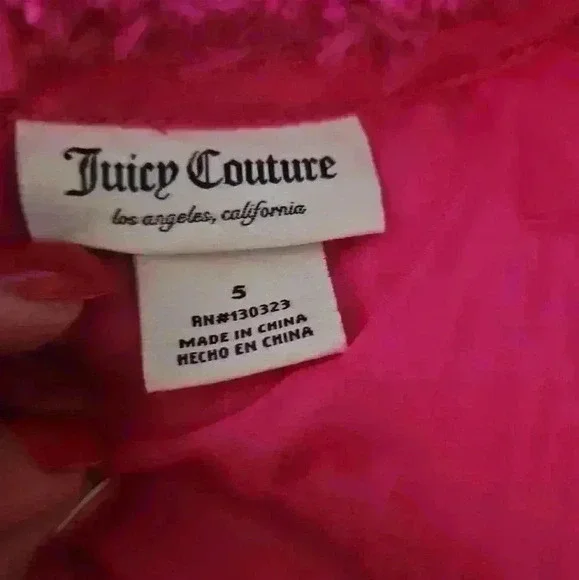 Juicy Couture
los angeles, california
5
RN#130323
MADE IN CHINA
HECHO EN CHINA